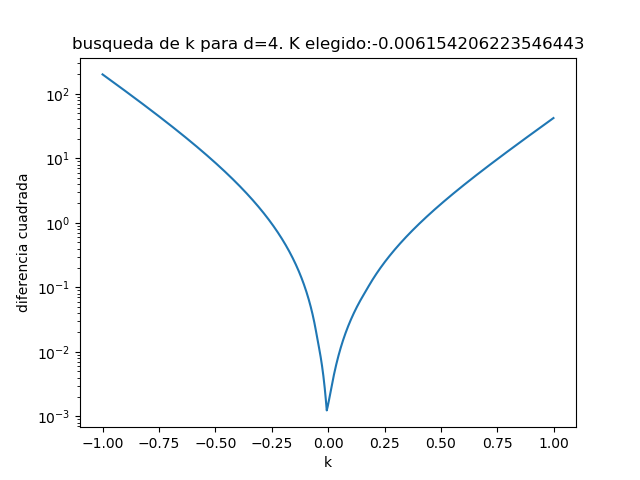 busqueda de k para d=4. K elegido:-0.006154206223546443
diferencia cuadrada
10²
10¹
10⁰
10⁻¹
10⁻²
10⁻³
−1.00 −0.75 −0.50 −0.25 0.00 0.25 0.50 0.75 1.00
k